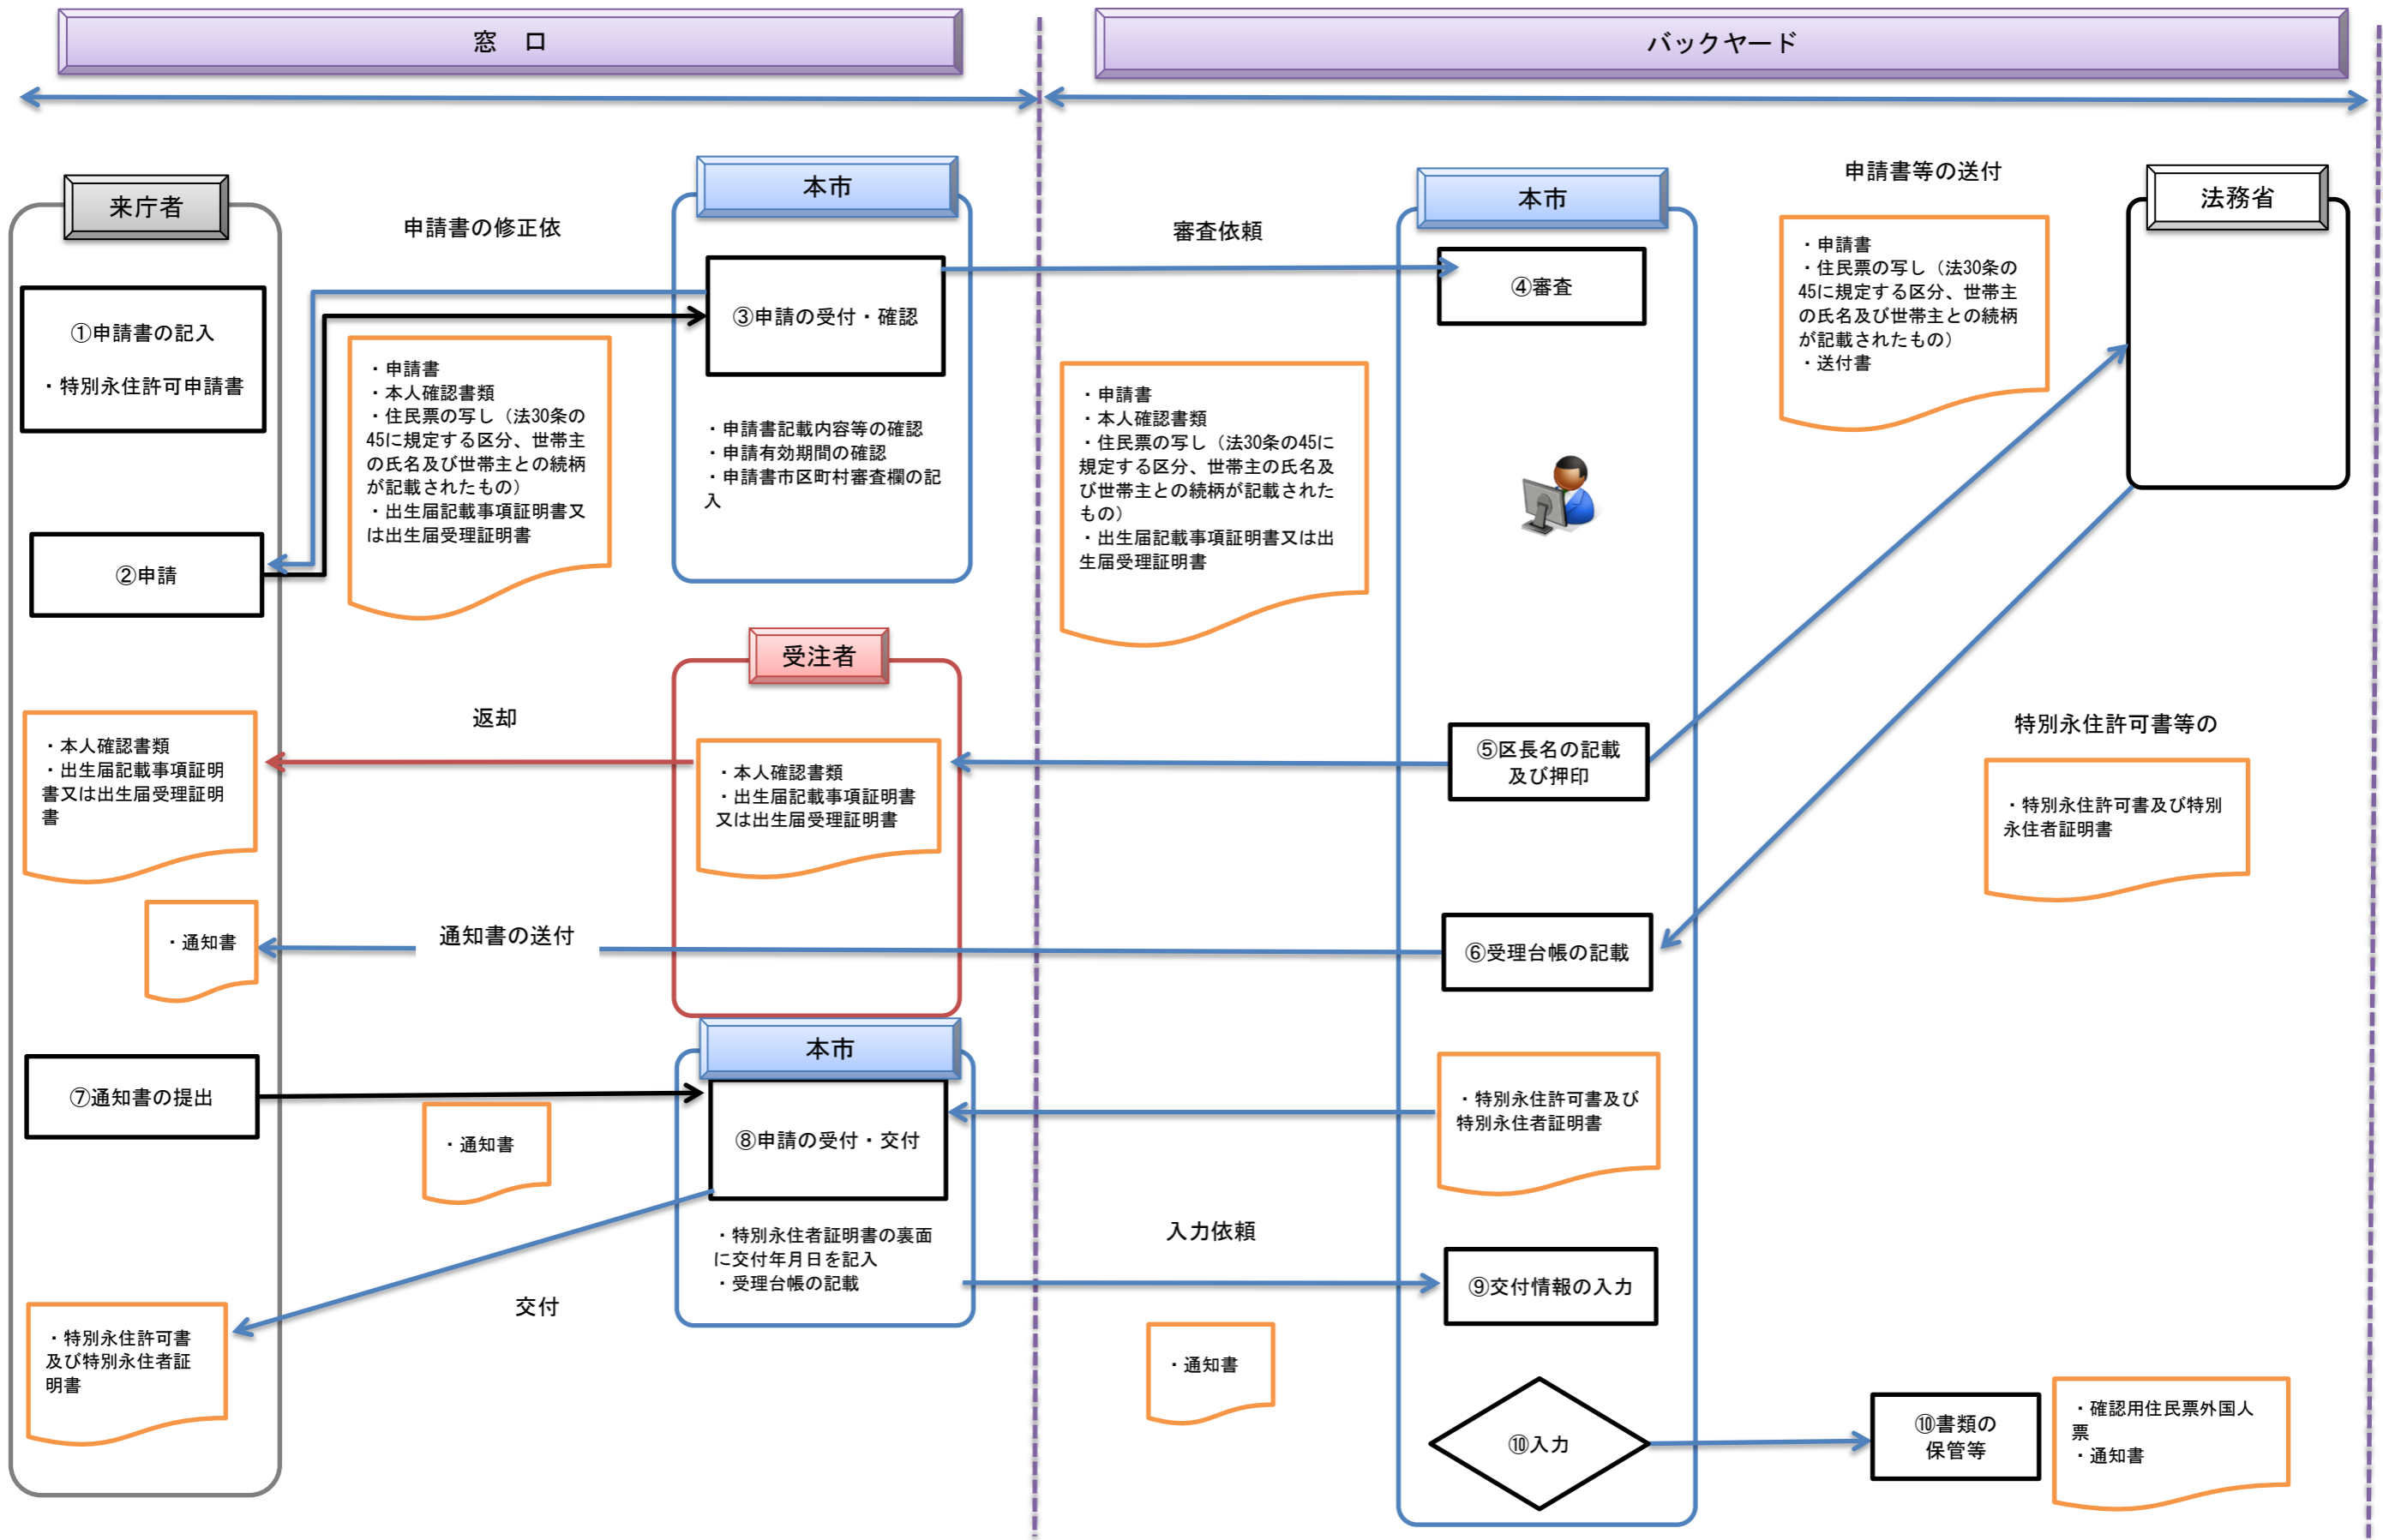 窓　口
バックヤード
来庁者
①申請書の記入
・特別永住許可申請書
②申請
申請書の修正依
・申請書
・本人確認書類
・住民票の写し（法30条の
45に規定する区分、世帯主
の氏名及び世帯主との続柄
が記載されたもの）
・出生届記載事項証明書又
は出生届受理証明書
本市
③申請の受付・確認
・申請書記載内容等の確認
・申請有効期間の確認
・申請書市区町村審査欄の記
入
審査依頼
・申請書
・本人確認書類
・住民票の写し（法30条の45に
規定する区分、世帯主の氏名及
び世帯主との続柄が記載された
もの）
・出生届記載事項証明書又は出
生届受理証明書
本市
④審査
申請書等の送付
・申請書
・住民票の写し（法30条の
45に規定する区分、世帯主
の氏名及び世帯主との続柄
が記載されたもの）
・送付書
法務省
・本人確認書類
・出生届記載事項証明
書又は出生届受理証明
書
返却
受注者
・本人確認書類
・出生届記載事項証明書
又は出生届受理証明書
⑤区長名の記載
及び押印
特別永住許可書等の
・特別永住許可書及び特別
永住者証明書
・通知書
通知書の送付
⑥受理台帳の記載
⑦通知書の提出
・通知書
本市
⑧申請の受付・交付
・特別永住者証明書の裏面
に交付年月日を記入
・受理台帳の記載
・特別永住許可書及び
特別永住者証明書
交付
・特別永住許可書
及び特別永住者証
明書
入力依頼
・通知書
⑨交付情報の入力
⑩入力
⑩書類の
保管等
・確認用住民票外国人
票
・通知書